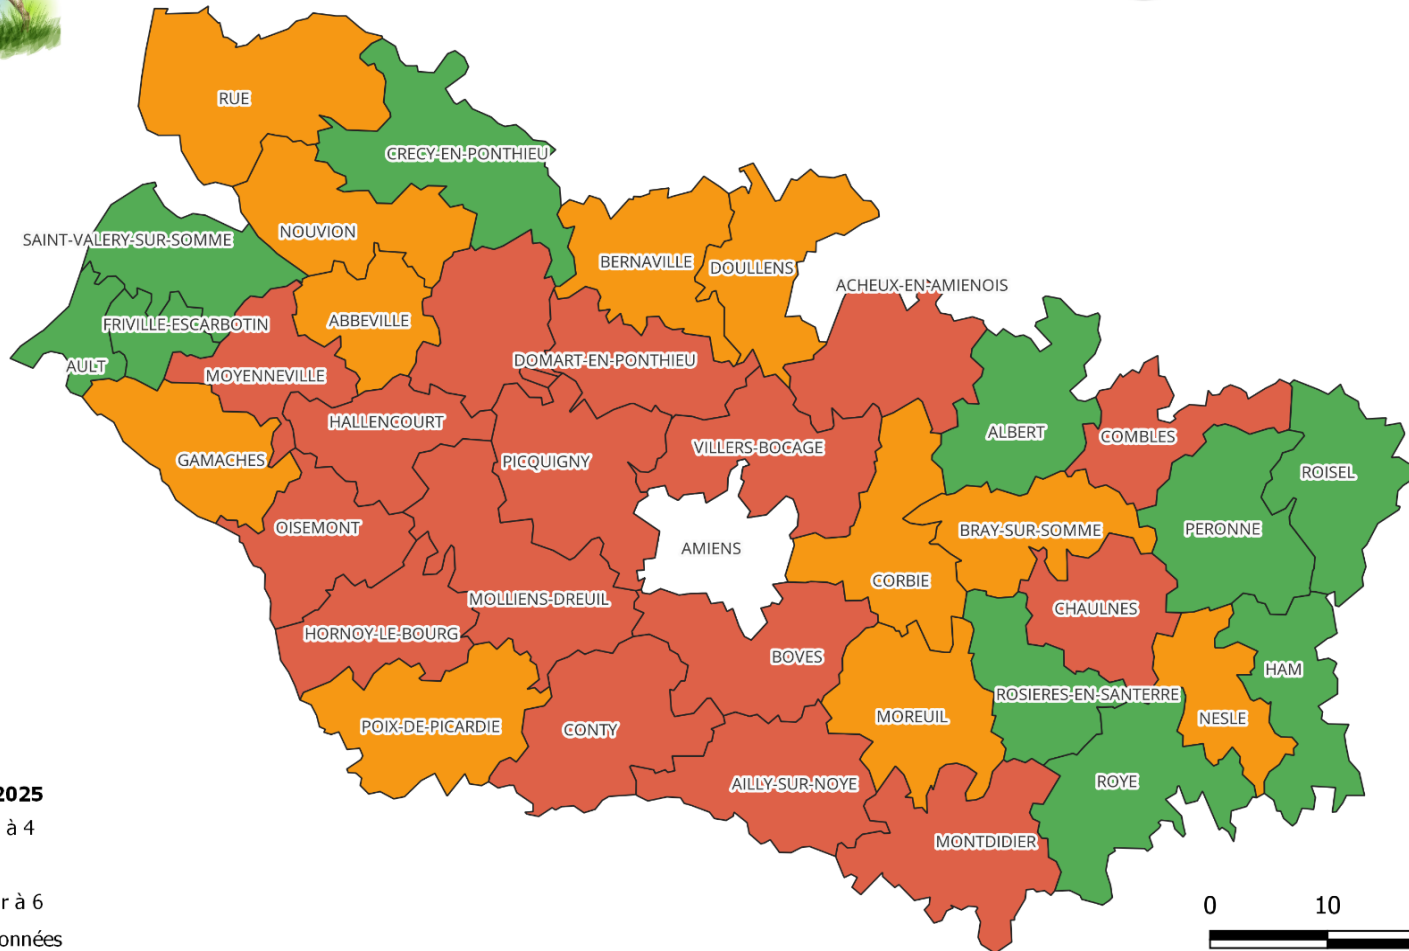 RUE
CRECY-EN-PONTHIEU
NOUVION
SAINT-VALERY-SUR-SOMME
BERNAVILLE
DOULLENS
ACHEUX-EN-AMIENOIS
ABBEVILLE
FRIVILLE-ESCARBOTIN
AULT
MOYENNEVILLE
DOMART-EN-PONTHIEU
HALLENCOURT
ALBERT
COMBLES
VILLERS-BOCAGE
GAMACHES
PICQUIGNY
ROISEL
OISEMONT
BRAY-SUR-SOMME
PERONNE
AMIENS
CORBIE
MOLLIENS-DREUIL
CHAULNES
HORNOY-LE-BOURG
BOVES
HAM
ROSIERES-EN-SANTERRE
POIX-DE-PICARDIE
CONTY
MOREUIL
NESLE
AILLY-SUR-NOYE
ROYE
MONTDIDIER
2025
à 4
r à 6
onnées
0 10